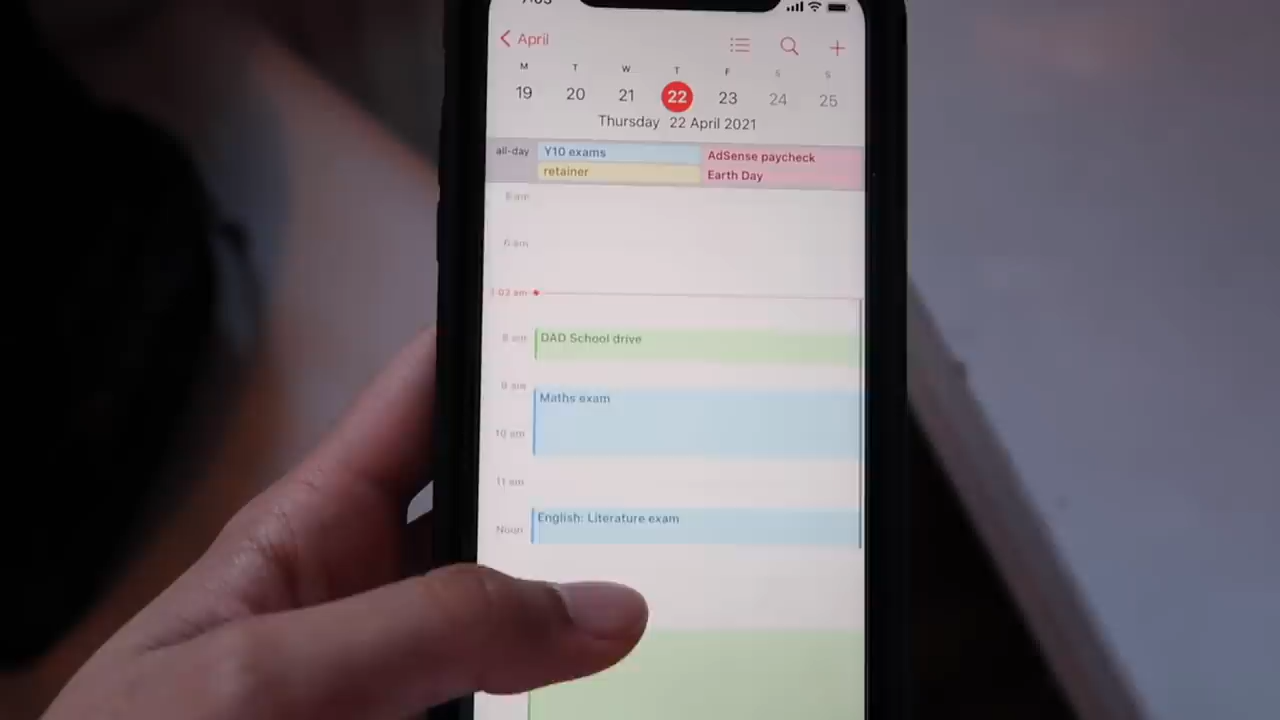 April
M T W T F S S
19 20 21 22 23 24 25
Thursday 22 April 2021
all-day
Y10 exams
AdSense paycheck
retainer
Earth Day
6 am
8 am
DAD School drive
9 am
Maths exam
10 am
11 am
English: Literature exam
Noon